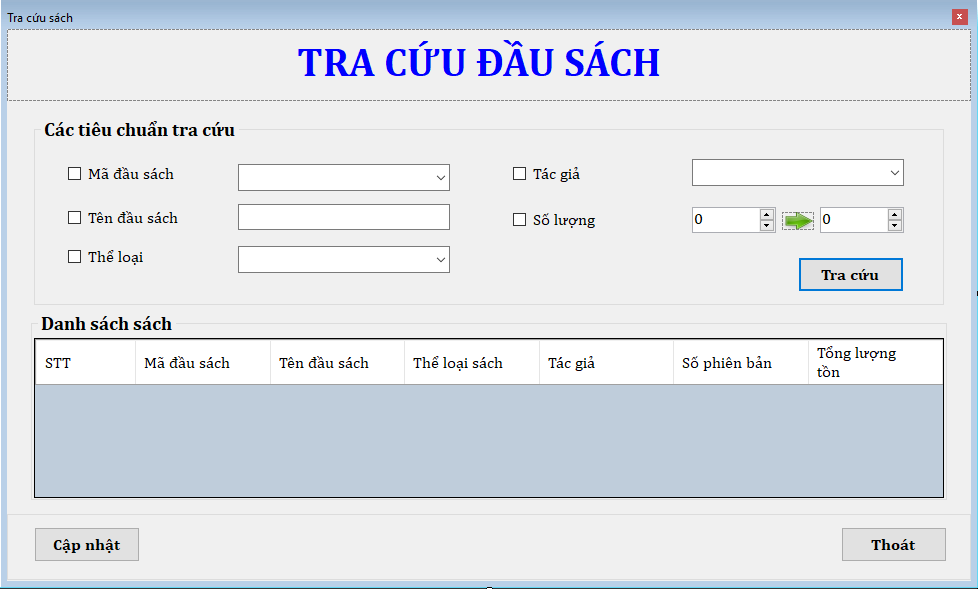 Tra cứu sách
x
TRA CỨU ĐẦU SÁCH
Các tiêu chuẩn tra cứu
Mã đầu sách
Tác giả
Tên đầu sách
Số lượng
0
0
Thể loại
Tra cứu
Danh sách sách
STT
Mã đầu sách
Tên đầu sách
Thể loại sách
Tác giả
Số phiên bản
Tổng lượng
tồn
Cập nhật
Thoát